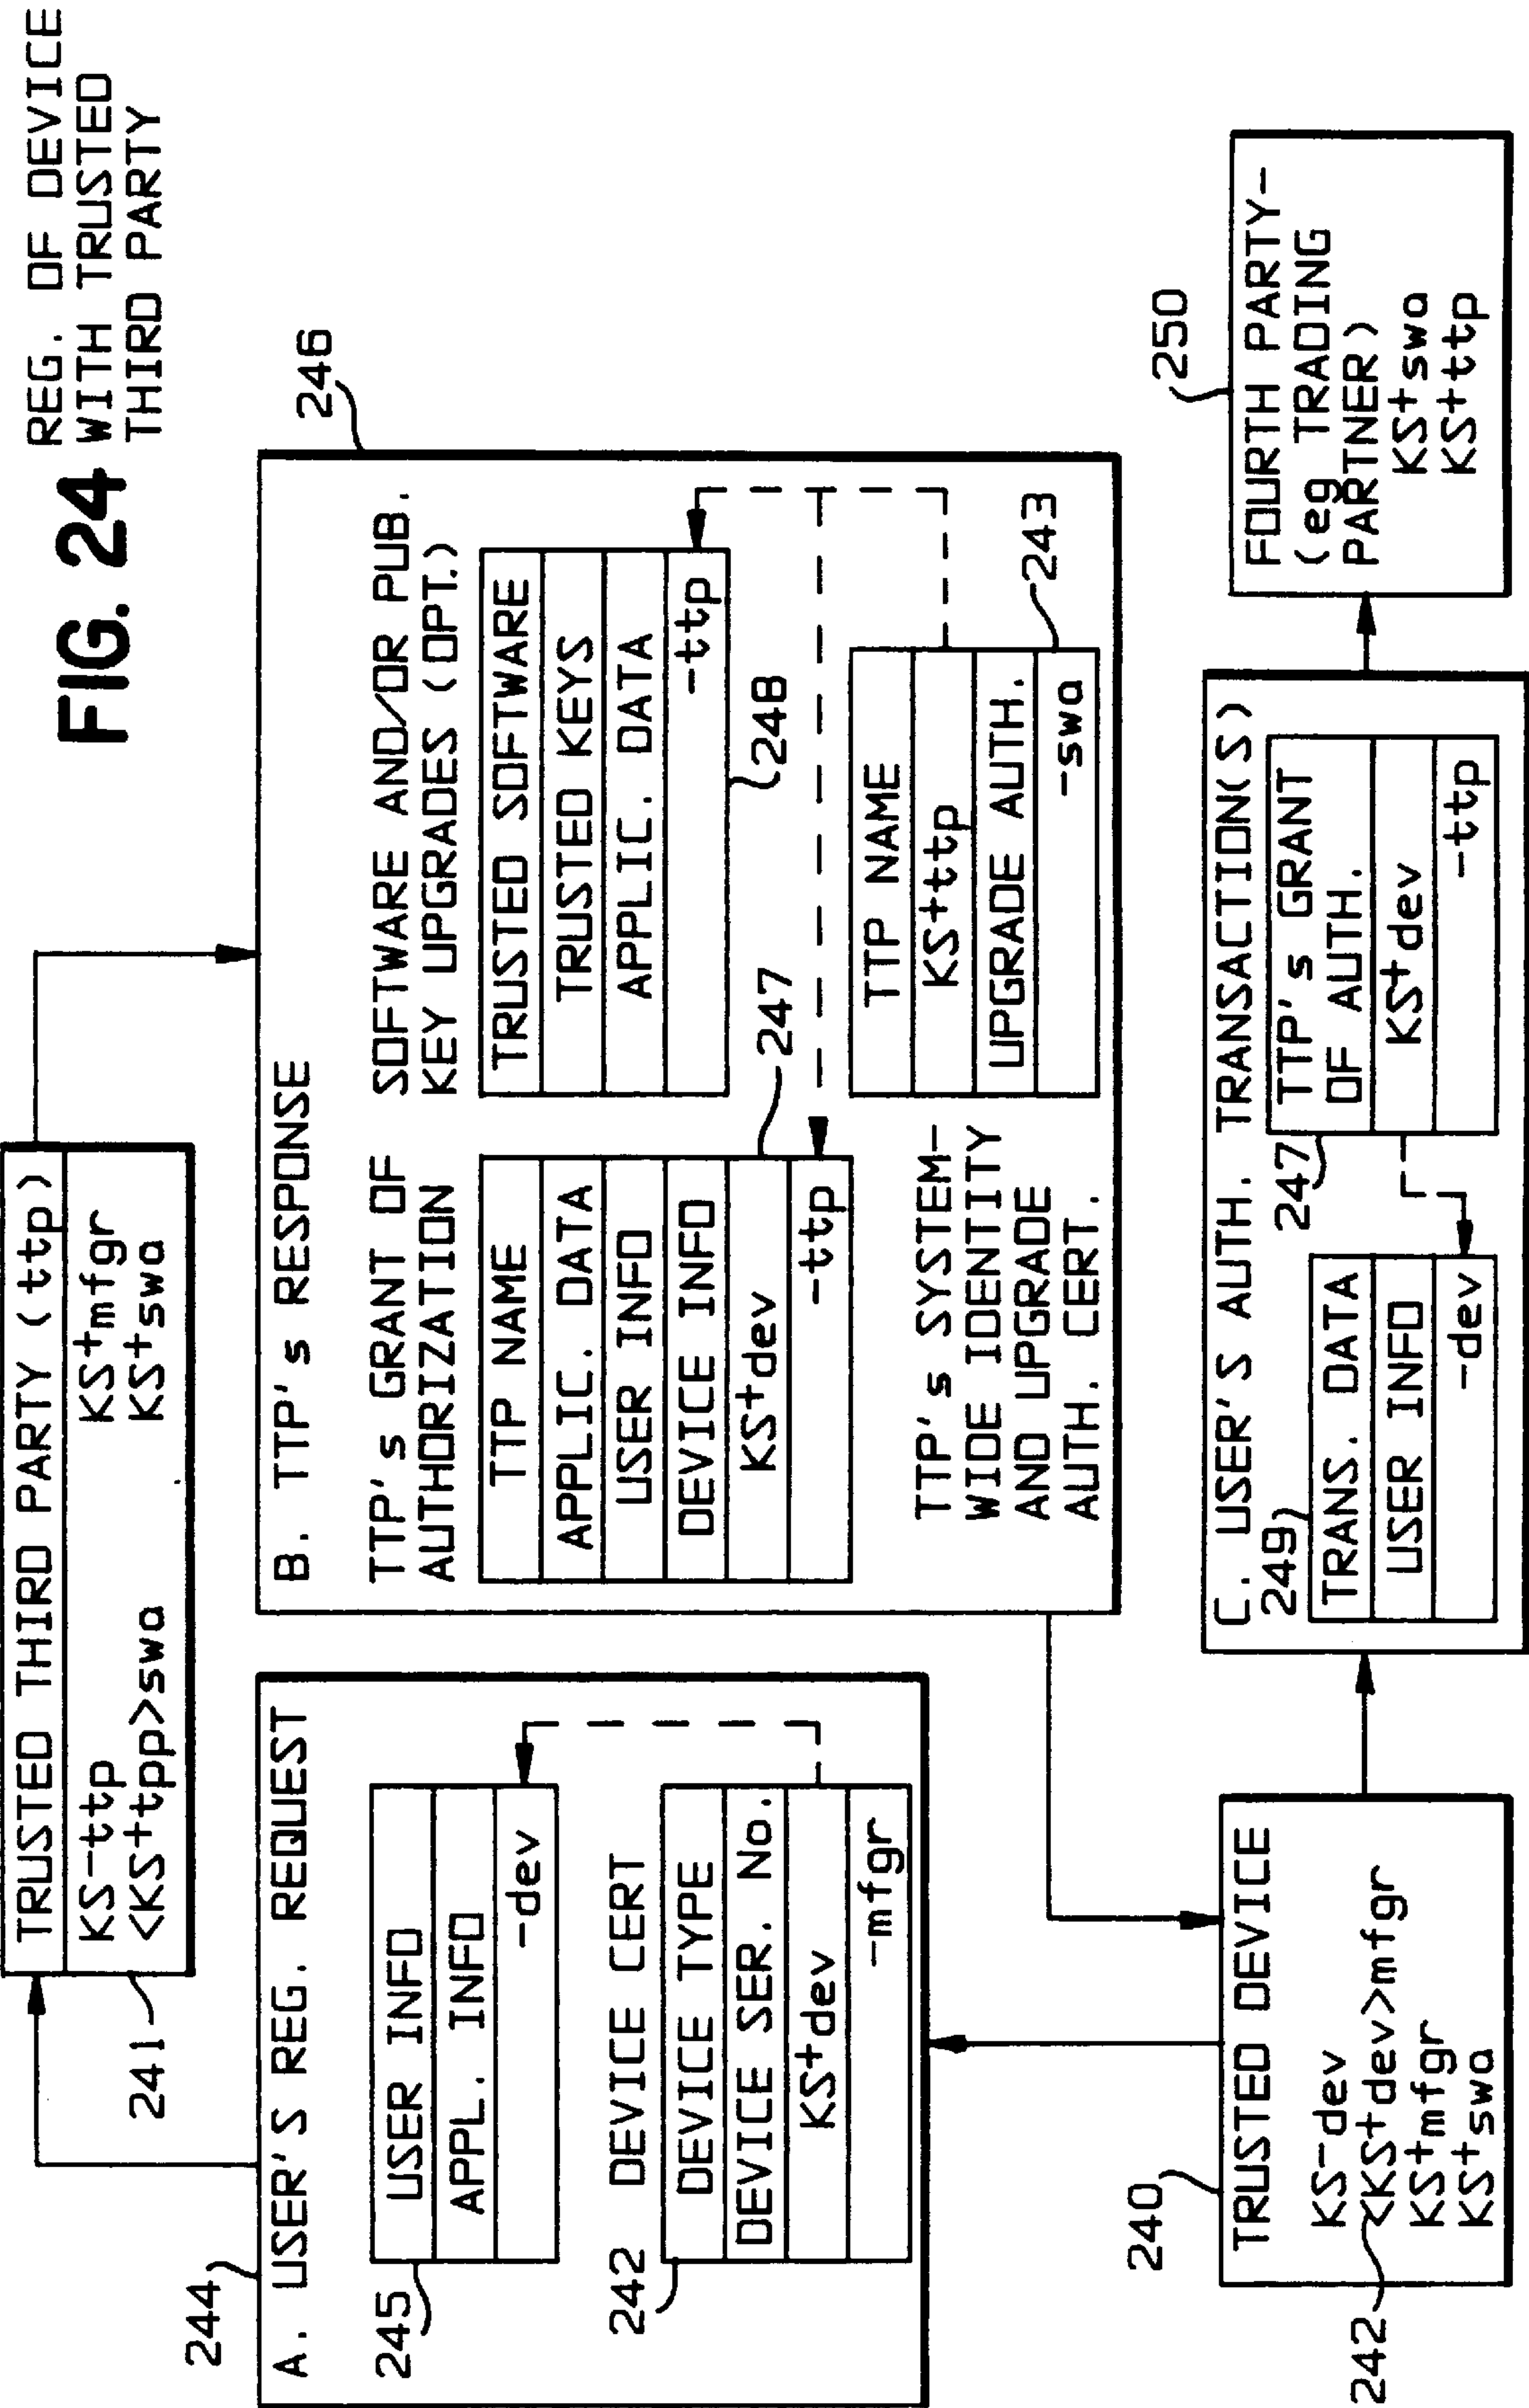 FIG. 24
REG. OF DEVICE
WITH TRUSTED
THIRD PARTY
TRUSTED THIRD PARTY (ttp)
KS-ttp
KS+mfgr
<KS+tpp>swa
KS+swa
241
244
A. USER'S REG. REQUEST
245
USER INFO
APPL. INFO
-dev
242
DEVICE CERT
DEVICE TYPE
DEVICE SER. No.
KS+dev
-mfgr
246
B. TTP's RESPONSE
TTP's GRANT OF
AUTHORIZATION
TTP NAME
APPLIC. DATA
USER INFO
DEVICE INFO
KS+dev
-ttp
247
SOFTWARE AND/OR PUB.
KEY UPGRADES (OPT.)
TRUSTED SOFTWARE
TRUSTED KEYS
APPLIC. DATA
-ttp
248
TTP's SYSTEM-
WIDE IDENTITY
AND UPGRADE
AUTH. CERT.
TTP NAME
KS+ttp
UPGRADE AUTH.
-swa
243
240
TRUSTED DEVICE
KS-dev
<KS+dev>mfgr
KS+mfgr
KS+swa
242
C. USER'S AUTH. TRANSACTION(S)
249
TRANS. DATA
USER INFO
-dev
247
TTP's GRANT
OF AUTH.
KS+dev
-ttp
250
FOURTH PARTY-
(eg TRADING
PARTNER)
KS+swa
KS+ttp